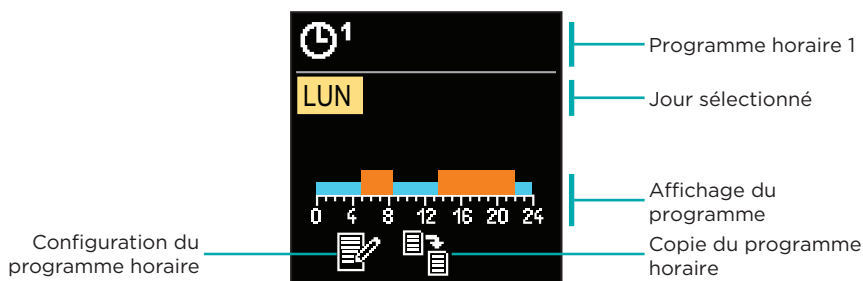 1
Programme horaire 1
LUN
Jour sélectionné
0 4 8 12 16 20 24
Affichage du
programme
Configuration du
programme horaire
Copie du programme
horaire